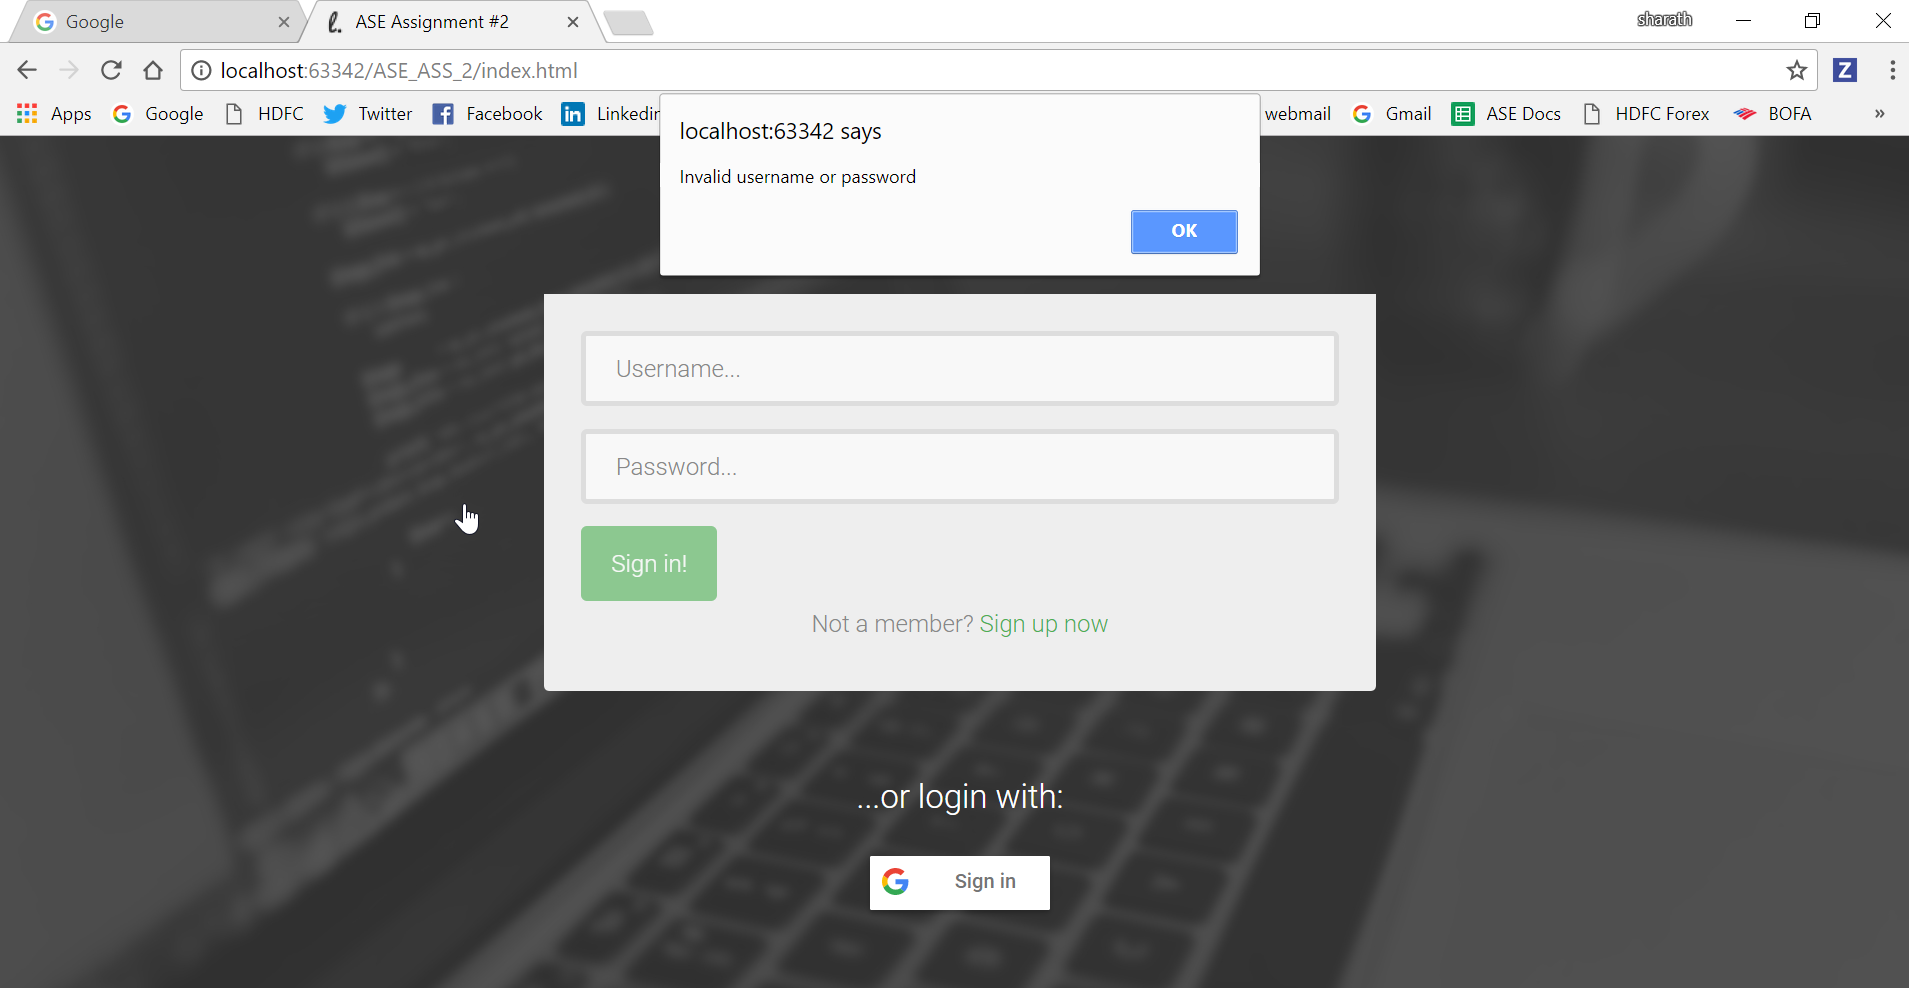 Google
ASE Assignment #2
sharath
localhost:63342/ASE_ASS_2/index.html
Z
Apps Google HDFC Twitter Facebook webmail Gmail ASE Docs HDFC Forex BOFA »
localhost:63342 says
Invalid username or password
OK
Username...
Password...
Sign in!
Not a member? Sign up now
...or login with:
Sign in